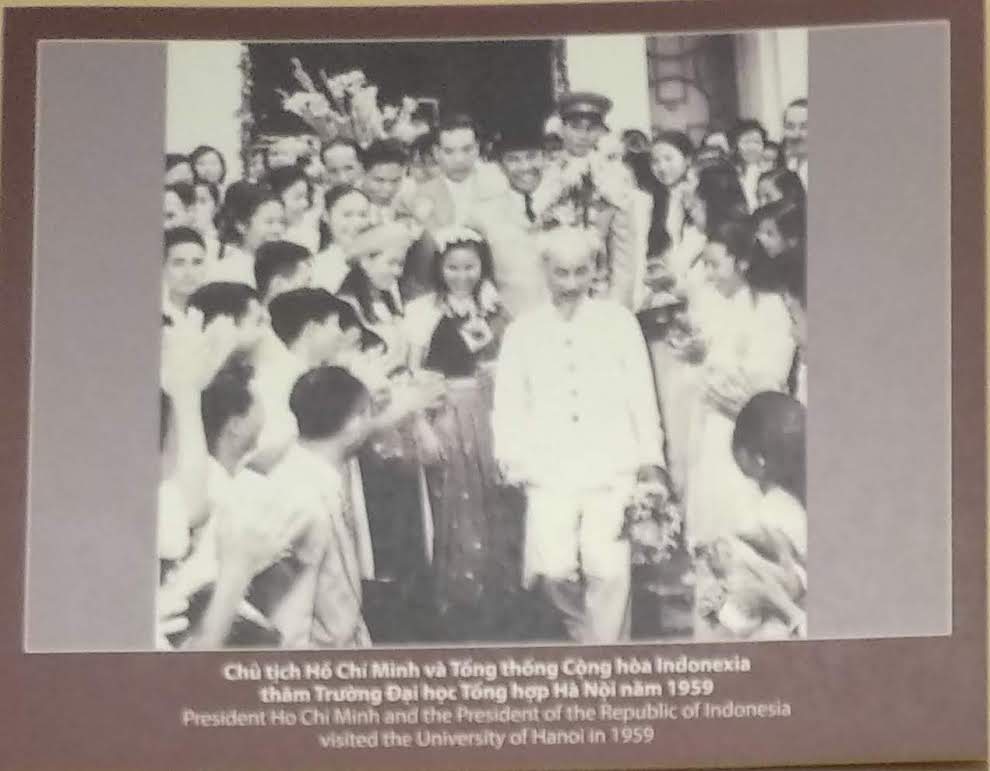 Chủ tịch Hồ Chí Minh và Tổng thống Cộng hòa Indonexia
thăm Trường Đại học Tổng hợp Hà Nội năm 1959
President Ho Chi Minh and the President of the Republic of Indonesia
visited the University of Hanoi in 1959